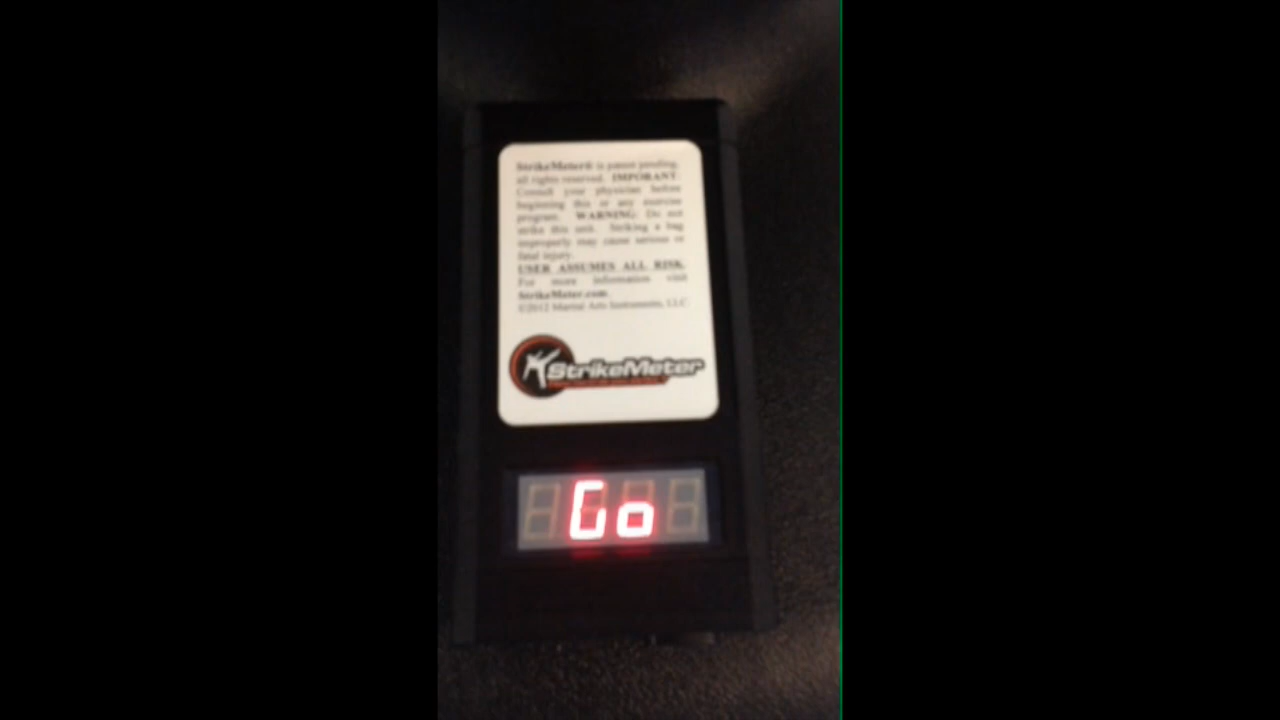 StrikeMeter® is patent pending,
all rights reserved. IMPORANT:
Consult your physician before
beginning this or any exercise
program. WARNING: Do not
strike this unit. Striking a bag
improperly may cause serious or
fatal injury.
USER ASSUMES ALL RISK.
For more information visit
StrikeMeter.com.
©2012 Martial Arts Instruments, LLC
StrikeMeter
Go